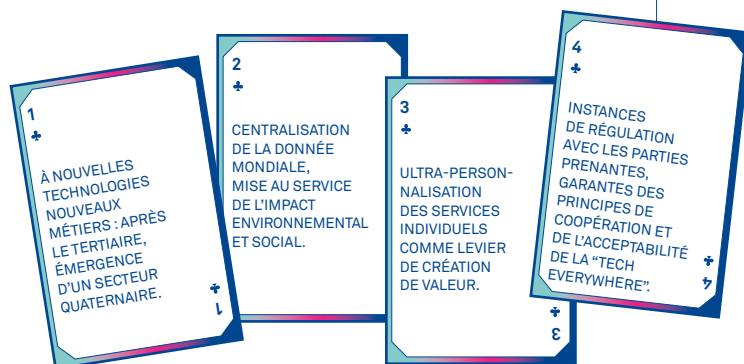 1
♣
À NOUVELLES
TECHNOLOGIES
NOUVEAUX
MÉTIERS : APRÈS
LE TERTIAIRE,
ÉMERGENCE
D'UN SECTEUR
QUATERNAIRE.
♣
1
2
♣
CENTRALISATION
DE LA DONNÉE
MONDIALE,
MISE AU SERVICE
DE L'IMPACT
ENVIRONNEMENTAL
ET SOCIAL.
3
♣
ULTRA-PERSON-
NALISATION
DES SERVICES
INDIVIDUELS
COMME LEVIER
DE CRÉATION
DE VALEUR.
♣
3
4
♣
INSTANCES
DE RÉGULATION
AVEC LES PARTIES
PRENANTES,
GARANTES DES
PRINCIPES DE
COOPÉRATION ET
DE L'ACCEPTABILITÉ
DE LA “TECH
EVERYWHERE”.
♣
4